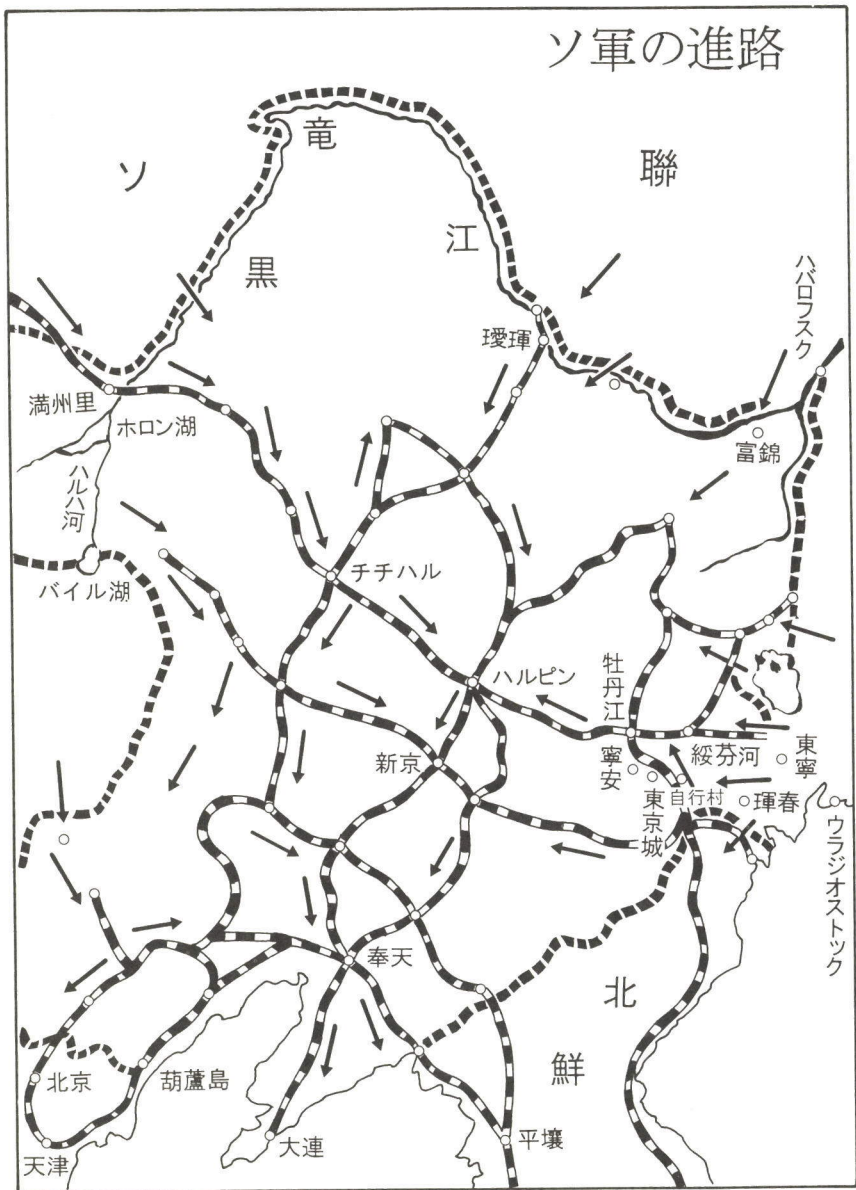 ソ軍の進路
ソ聯
黒竜江
ハバロフスク
璦琿
満州里
ホロン湖
ハルハ河
バイル湖
富錦
チチハル
ハルピン
牡丹江
綏芬河
東寧
新京
寧安
東京城
自行村
琿春
ウラジオストック
奉天
北鮮
北京
葫蘆島
天津
大連
平壤